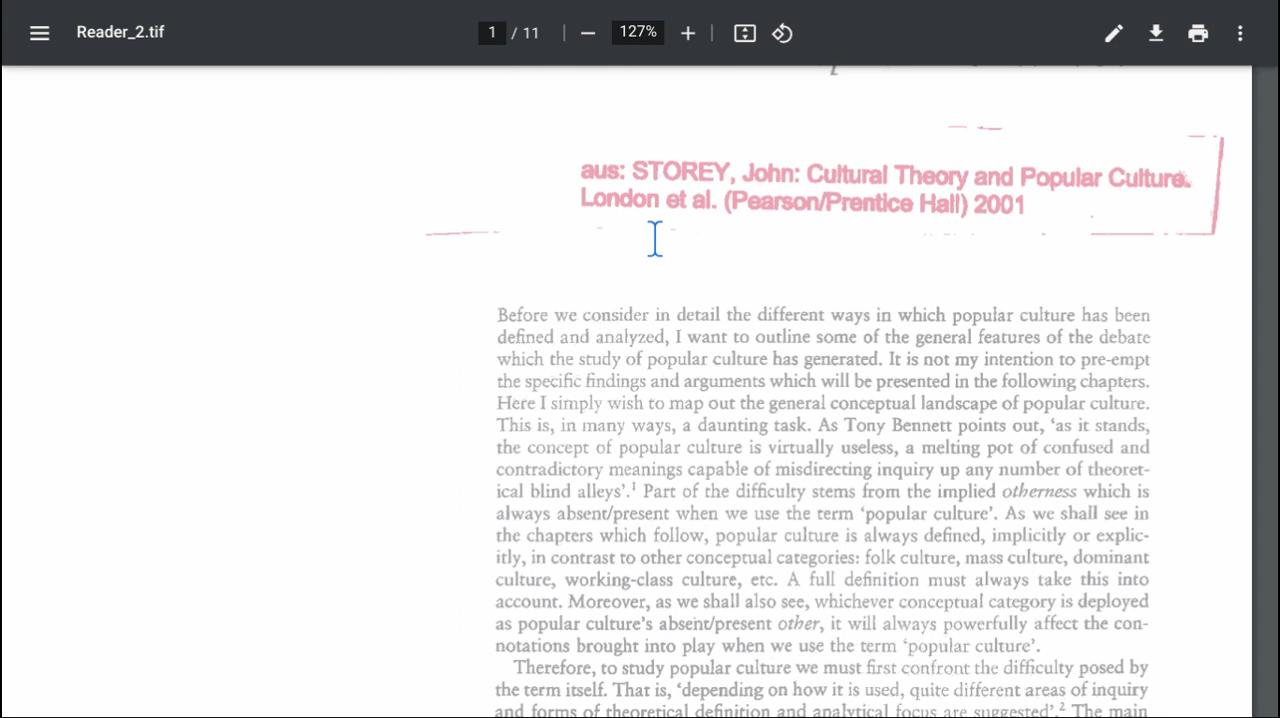 Reader_2.tif
1 / 11
127%
aus: STOREY, John: Cultural Theory and Popular Culture.
London et al. (Pearson/Prentice Hall) 2001
Before we consider in detail the different ways in which popular culture has been
defined and analyzed, I want to outline some of the general features of the debate
which the study of popular culture has generated. It is not my intention to pre-empt
the specific findings and arguments which will be presented in the following chapters.
Here I simply wish to map out the general conceptual landscape of popular culture.
This is, in many ways, a daunting task. As Tony Bennett points out, ‘as it stands,
the concept of popular culture is virtually useless, a melting pot of confused and
contradictory meanings capable of misdirecting inquiry up any number of theoret-
ical blind alleys’.¹ Part of the difficulty stems from the implied otherness which is
always absent/present when we use the term ‘popular culture’. As we shall see in
the chapters which follow, popular culture is always defined, implicitly or explic-
itly, in contrast to other conceptual categories: folk culture, mass culture, dominant
culture, working-class culture, etc. A full definition must always take this into
account. Moreover, as we shall also see, whichever conceptual category is deployed
as popular culture’s absent/present other, it will always powerfully affect the con-
notations brought into play when we use the term ‘popular culture’.
Therefore, to study popular culture we must first confront the difficulty posed by
the term itself. That is, ‘depending on how it is used, quite different areas of inquiry
and forms of theoretical definition and analytical focus are suggested’.² The main